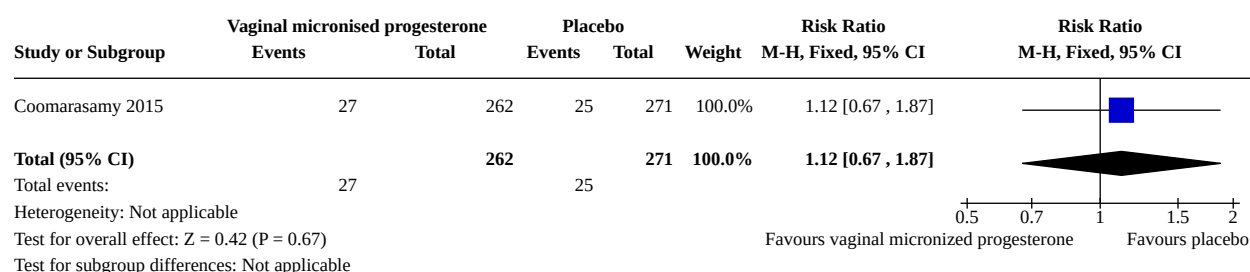 Vaginal micronised progesterone Placebo Risk Ratio Risk Ratio
Study or Subgroup Events Total Events Total Weight M-H, Fixed, 95% CI M-H, Fixed, 95% CI
Coomarasamy 2015 27 262 25 271 100.0% 1.12 [0.67 , 1.87]
Total (95% CI) 262 271 100.0% 1.12 [0.67 , 1.87]
Total events: 27 25
Heterogeneity: Not applicable
0.5 0.7 1 1.5 2
Test for overall effect: Z = 0.42 (P = 0.67)
Favours vaginal micronized progesterone Favours placebo
Test for subgroup differences: Not applicable